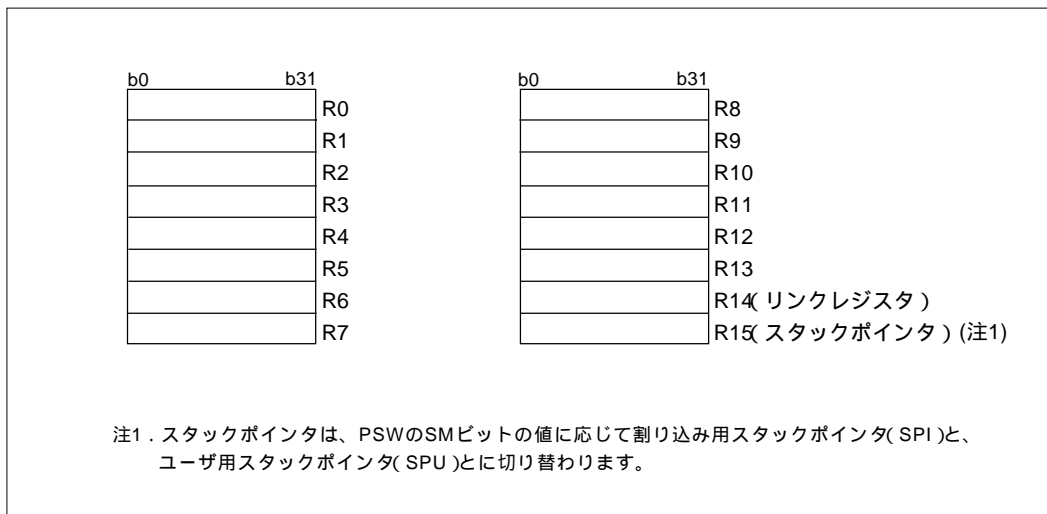 b0 b31
R0
R1
R2
R3
R4
R5
R6
R7
b0 b31
R8
R9
R10
R11
R12
R13
R14(リンクレジスタ)
R15(スタックポインタ)(注1)
注1．スタックポインタは、PSWのSMビットの値に応じて割り込み用スタックポインタ(SPI)と、
ユーザ用スタックポインタ(SPU)とに切り替わります。